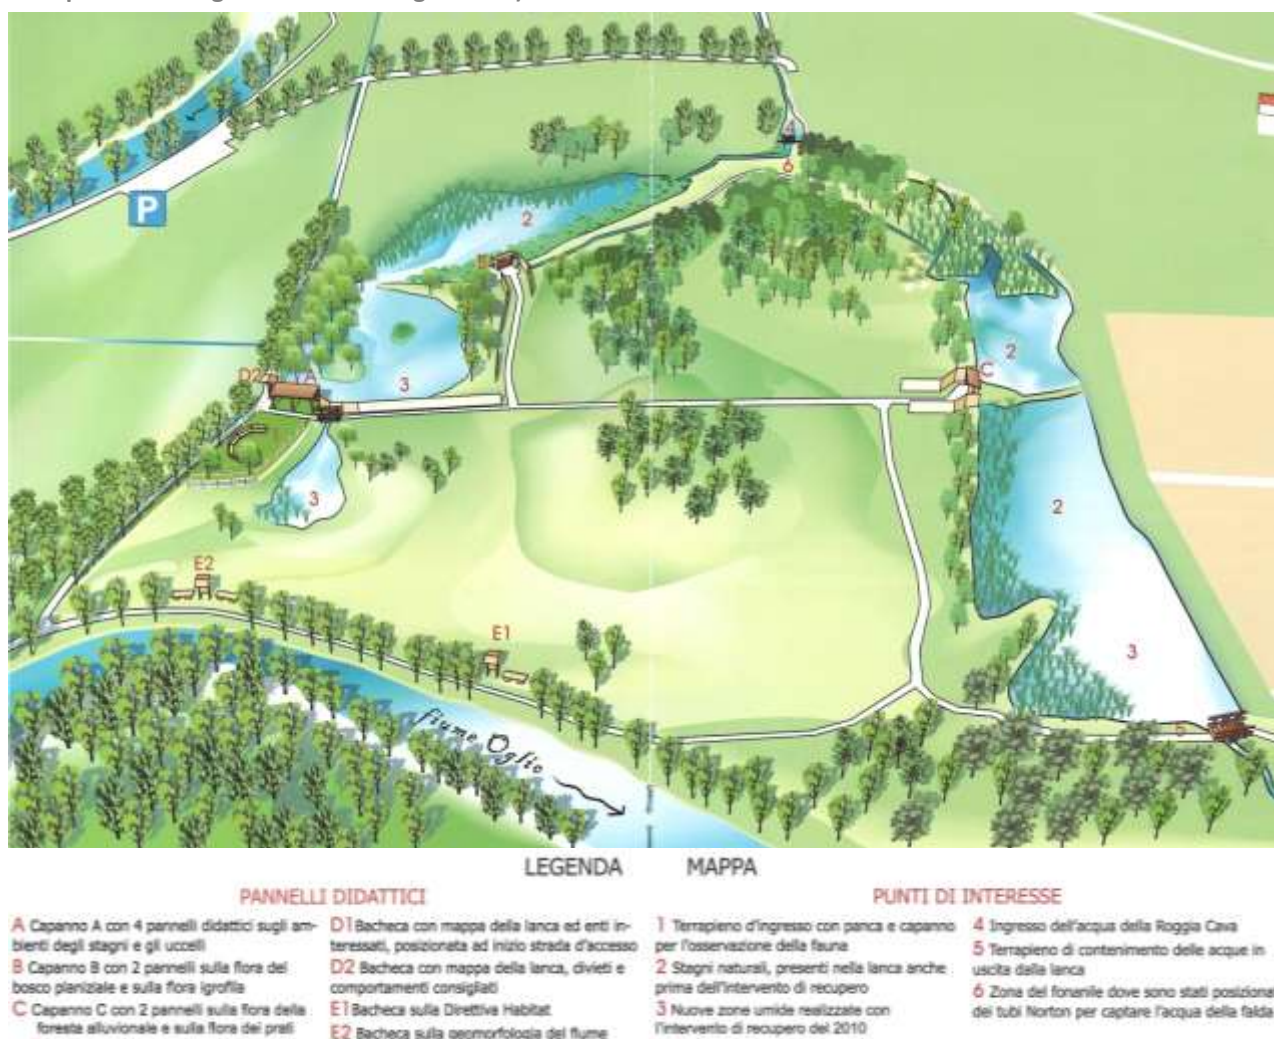 P
4
6
2
B
3
D2
A
2
C
3
2
E2
E1
3
fiume Oglio
5
LEGENDA MAPPA
PANNELLI DIDATTICI
A Capanno A con 4 pannelli didattici sugli am-
bienti degli stagni e gli uccelli
B Capanno B con 2 pannelli sulla flora del
bosco planiziale e sulla flora igrofila
C Capanno C con 2 pannelli sulla flora della
foresta alluvionale e sulla flora dei prati
D1 Bacheca con mappa della lanca ed enti in-
teressati, posizionata ad inizio strada d'accesso
D2 Bacheca con mappa della lanca, divieti e
comportamenti consigliati
E1 Bacheca sulla Direttiva Habitat
E2 Bacheca sulla geomorfologia del fiume
PUNTI DI INTERESSE
1 Terrapieno d'ingresso con panca e capanno
per l'osservazione della fauna
2 Stagni naturali, presenti nella lanca anche
prima dell'intervento di recupero
3 Nuove zone umide realizzate con
l'intervento di recupero del 2010
4 Ingresso dell'acqua della Roggia Cava
5 Terrapieno di contenimento delle acque in
uscita dalla lanca
6 Zona del fontanile dove sono stati posiziona
dei tubi Norton per captare l'acqua della falda